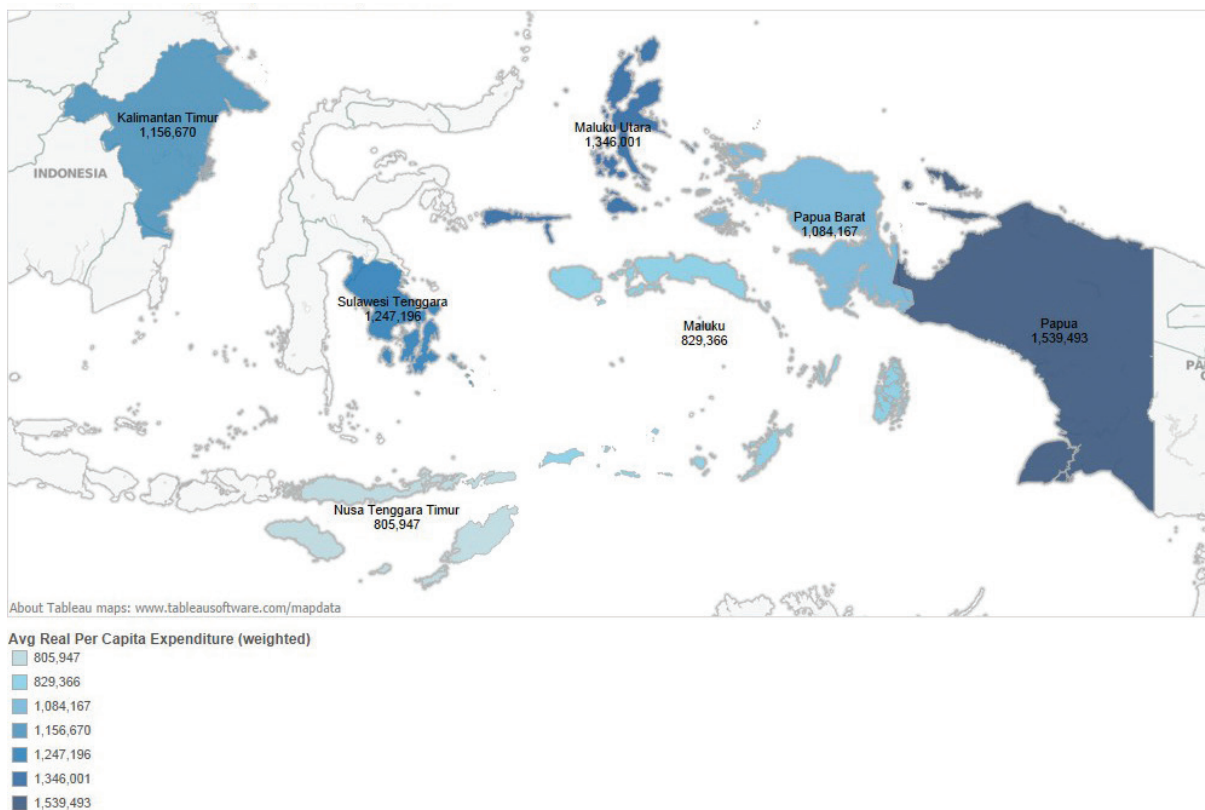 Kalimantan Timur
1,156,670
INDONESIA
Maluku Utara
1,346,001
Papua Barat
1,084,167
Sulawesi Tenggara
1,247,196
Maluku
829,366
Papua
1,539,493
PA
Nusa Tenggara Timur
805,947
About Tableau maps: www.tableausoftware.com/mapdata
Avg Real Per Capita Expenditure (weighted)
805,947
829,366
1,084,167
1,156,670
1,247,196
1,346,001
1,539,493